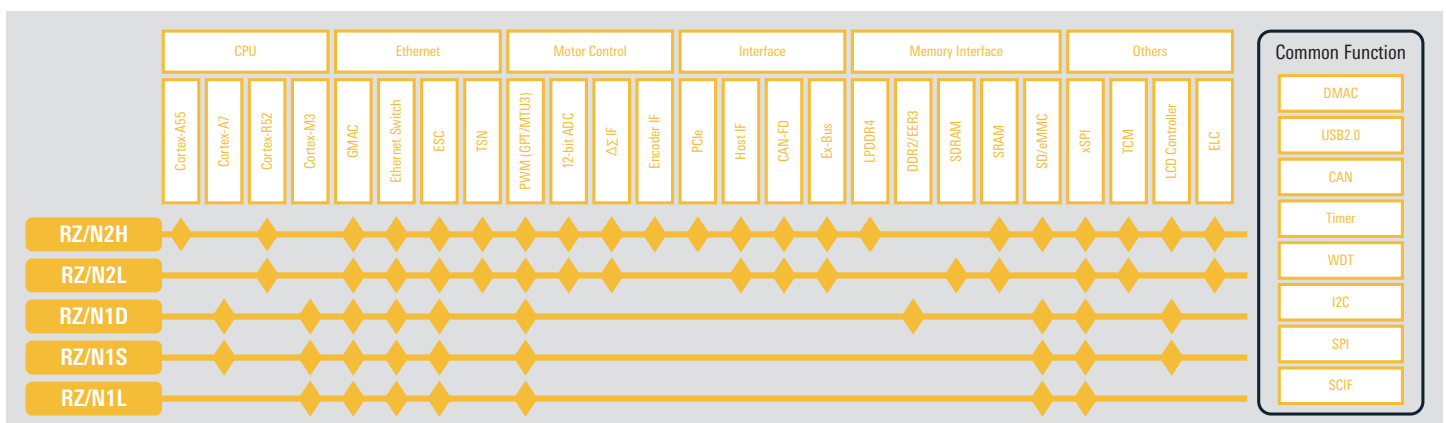 CPU
Ethernet
Motor Control
Interface
Memory Interface
Others
Common Function
Cortex-A55
Cortex-A7
Cortex-R52
Cortex-M3
GMAC
Ethernet Switch
ESC
TSN
PWM (GPT/MTU3)
12-bit ADC
ΔΣ IF
Encoder IF
PCIe
Host IF
CAN-FD
Ex-Bus
LPDDR4
DDR2/EER3
SDRAM
SRAM
SD/eMMC
xSPI
TCM
LCD Controller
ELC
DMAC
USB2.0
CAN
Timer
WDT
I2C
SPI
SCIF
RZ/N2H
RZ/N2L
RZ/N1D
RZ/N1S
RZ/N1L